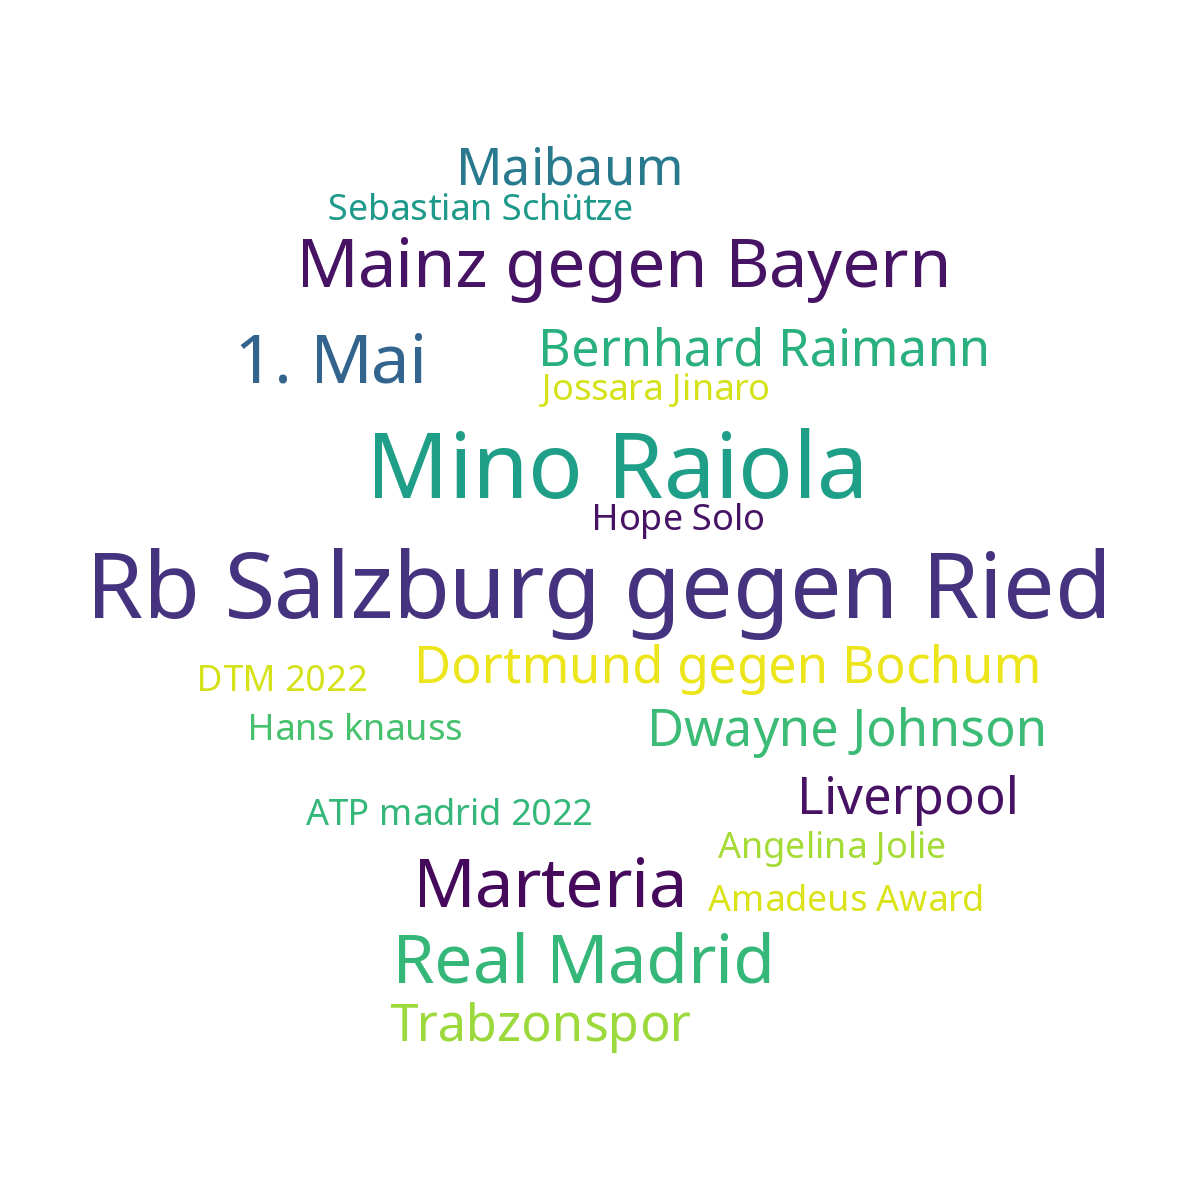 Maibaum
Sebastian Schütze
Mainz gegen Bayern
1. Mai
Bernhard Raimann
Jossara Jinaro
Mino Raiola
Hope Solo
Rb Salzburg gegen Ried
Dortmund gegen Bochum
DTM 2022
Hans knauss
Dwayne Johnson
Liverpool
ATP madrid 2022
Angelina Jolie
Marteria
Amadeus Award
Real Madrid
Trabzonspor